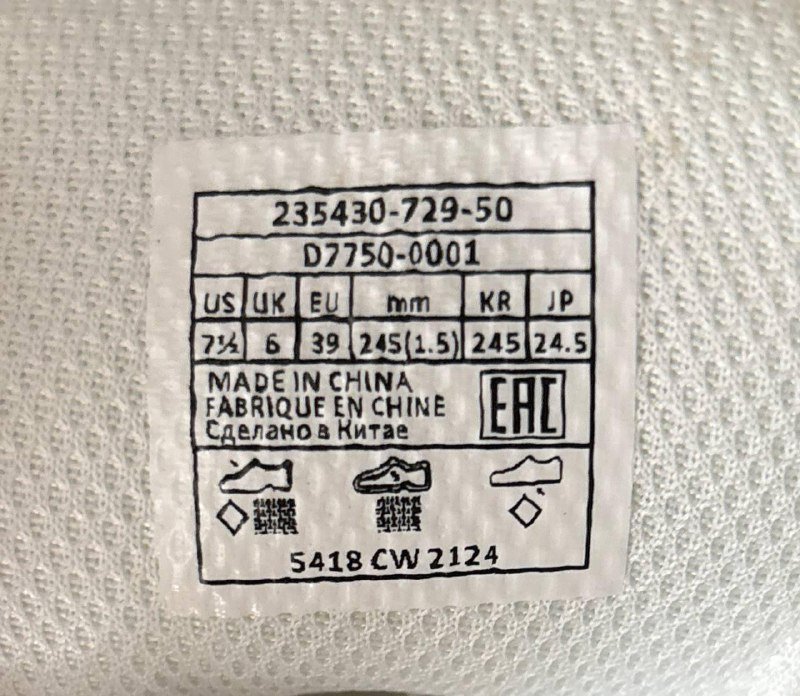 235430-729-50
D7750-0001
US UK EU mm KR JP
7½ 6 39 245(1.5) 245 24.5
MADE IN CHINA
FABRIQUE EN CHINE
Сделано в Китае
EAC
5418 CW 2124